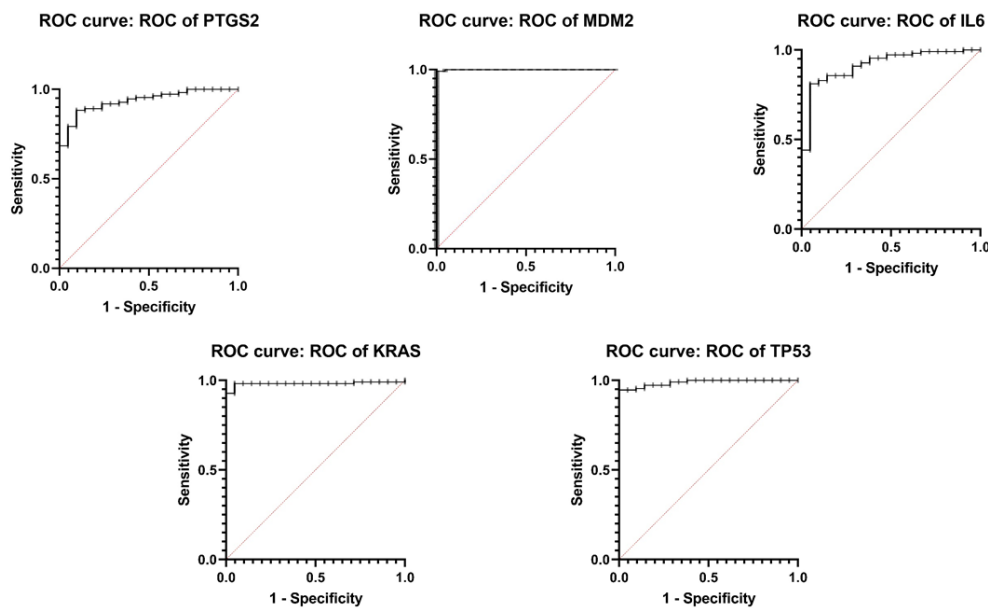 ROC curve: ROC of PTGS2
1.0
0.5
0.0
Sensitivity
0.0 0.5 1.0
1 - Specificity
ROC curve: ROC of MDM2
1.0
0.5
0.0
Sensitivity
0.0 0.5 1.0
1 - Specificity
ROC curve: ROC of IL6
1.0
0.5
0.0
Sensitivity
0.0 0.5 1.0
1 - Specificity
ROC curve: ROC of KRAS
1.0
0.5
0.0
Sensitivity
0.0 0.5 1.0
1 - Specificity
ROC curve: ROC of TP53
1.0
0.5
0.0
Sensitivity
0.0 0.5 1.0
1 - Specificity